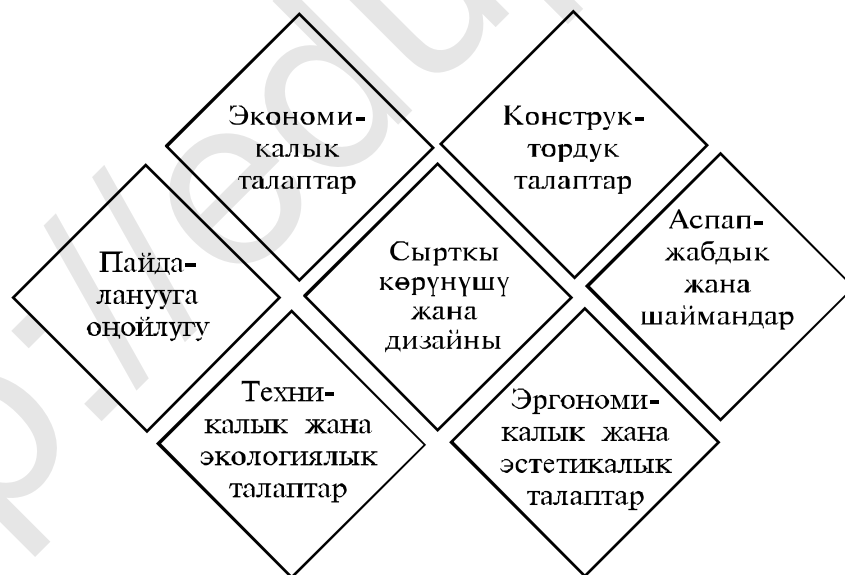 Экономи-
калык
талаптар
Конструк-
тордук
талаптар
Пайда-
ланууга
оңойлугу
Сырткы
көрүнүшү
жана
дизайны
Аспап-
жабдык
жана
шаймандар
Техни-
калык жана
экологиялык
талаптар
Эргономи-
калык жана
эстетикалык
талаптар
p://edup